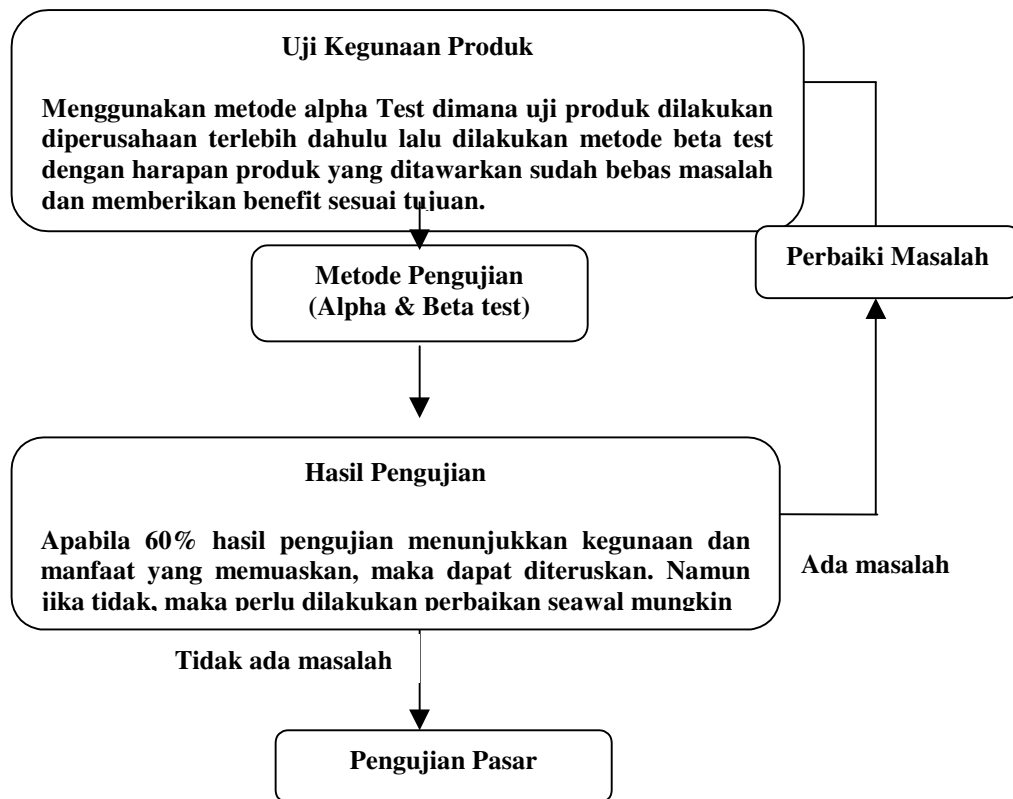 Uji Kegunaan Produk
Menggunakan metode alpha Test dimana uji produk dilakukan
diperusahaan terlebih dahulu lalu dilakukan metode beta test
dengan harapan produk yang ditawarkan sudah bebas masalah
dan memberikan benefit sesuai tujuan.
Perbaiki Masalah
Metode Pengujian
(Alpha & Beta test)
Hasil Pengujian
Apabila 60% hasil pengujian menunjukkan kegunaan dan
manfaat yang memuaskan, maka dapat diteruskan. Namun
jika tidak, maka perlu dilakukan perbaikan seawal mungkin
Ada masalah
Tidak ada masalah
Pengujian Pasar